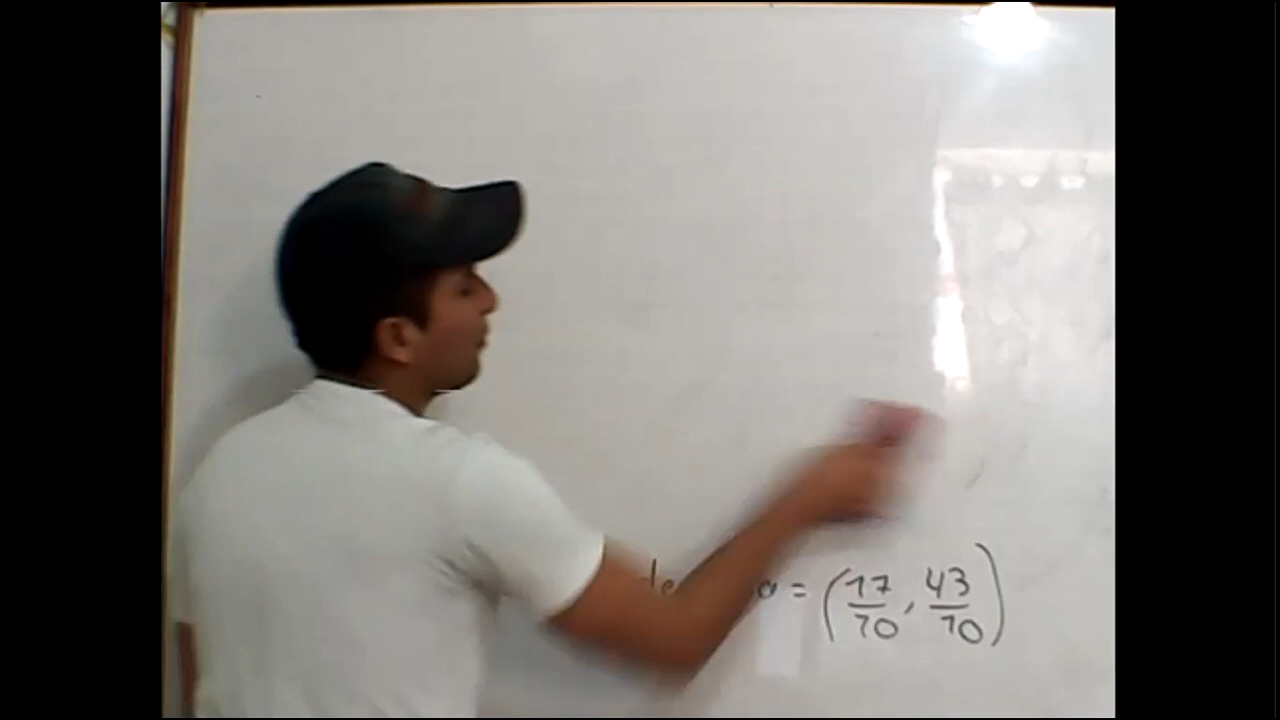 = (17/70, 43/70)